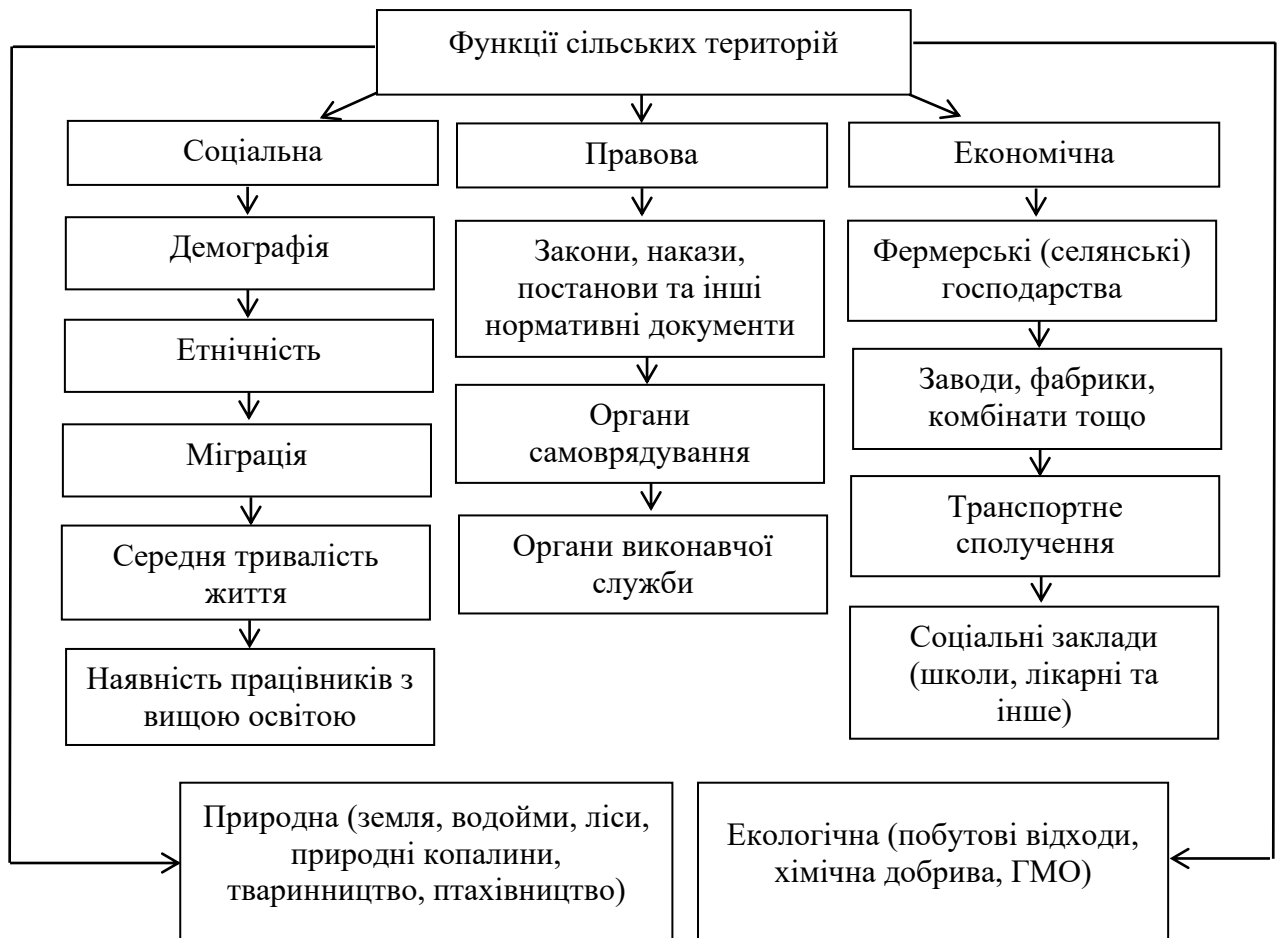 Функції сільських територій
Соціальна
Правова
Економічна
Демографія
Етнічність
Міграція
Середня тривалість
життя
Наявність працівників з
вищою освітою
Закони, накази,
постанови та інші
нормативні документи
Органи
самоврядування
Органи виконавчої
служби
Фермерські (селянські)
господарства
Заводи, фабрики,
комбінати тощо
Транспортне
сполучення
Соціальні заклади
(школи, лікарні та
інше)
Природна (земля, водойми, ліси,
природні копалини,
тваринництво, птахівництво)
Екологічна (побутові відходи,
хімічна добрива, ГМО)